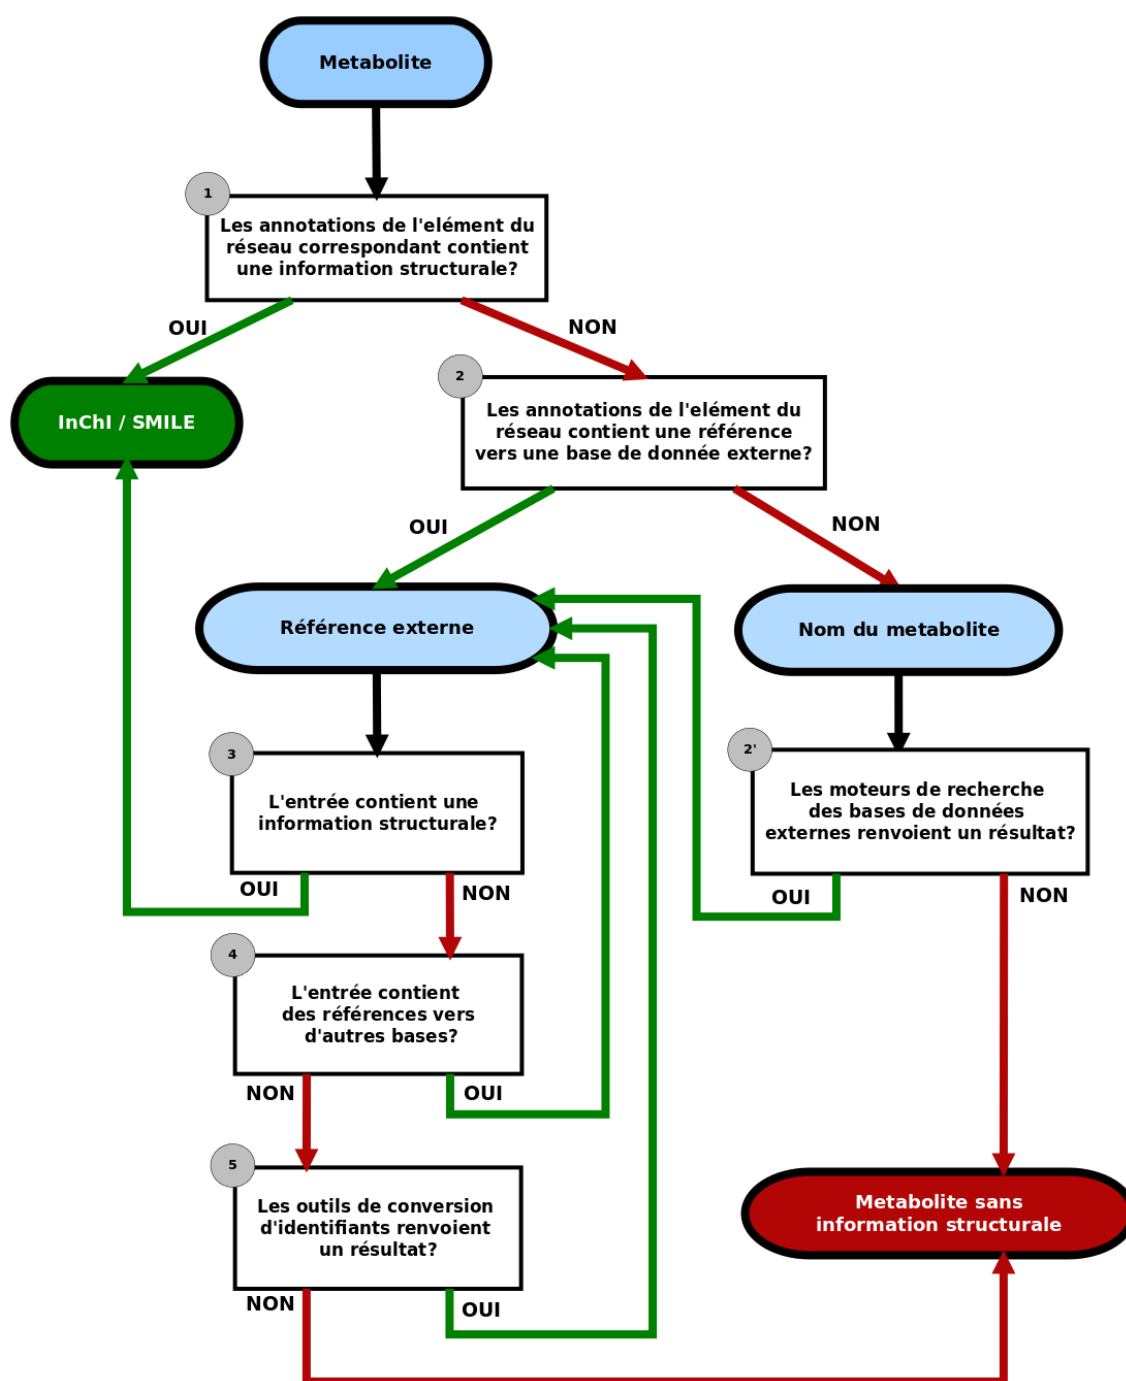 Metabolite
1
Les annotations de l'elément du
réseau correspondant contient
une information structurale?
OUI
NON
InChI / SMILE
2
Les annotations de l'elément du
réseau contient une référence
vers une base de donnée externe?
OUI
NON
Référence externe
Nom du metabolite
3
L'entrée contient une
information structurale?
2'
Les moteurs de recherche
des bases de données
externes renvoient un résultat?
OUI
NON
OUI
NON
4
L'entrée contient
des références vers
d'autres bases?
NON
OUI
5
Les outils de conversion
d'identifiants renvoient
un résultat?
Metabolite sans
information structurale
NON
OUI